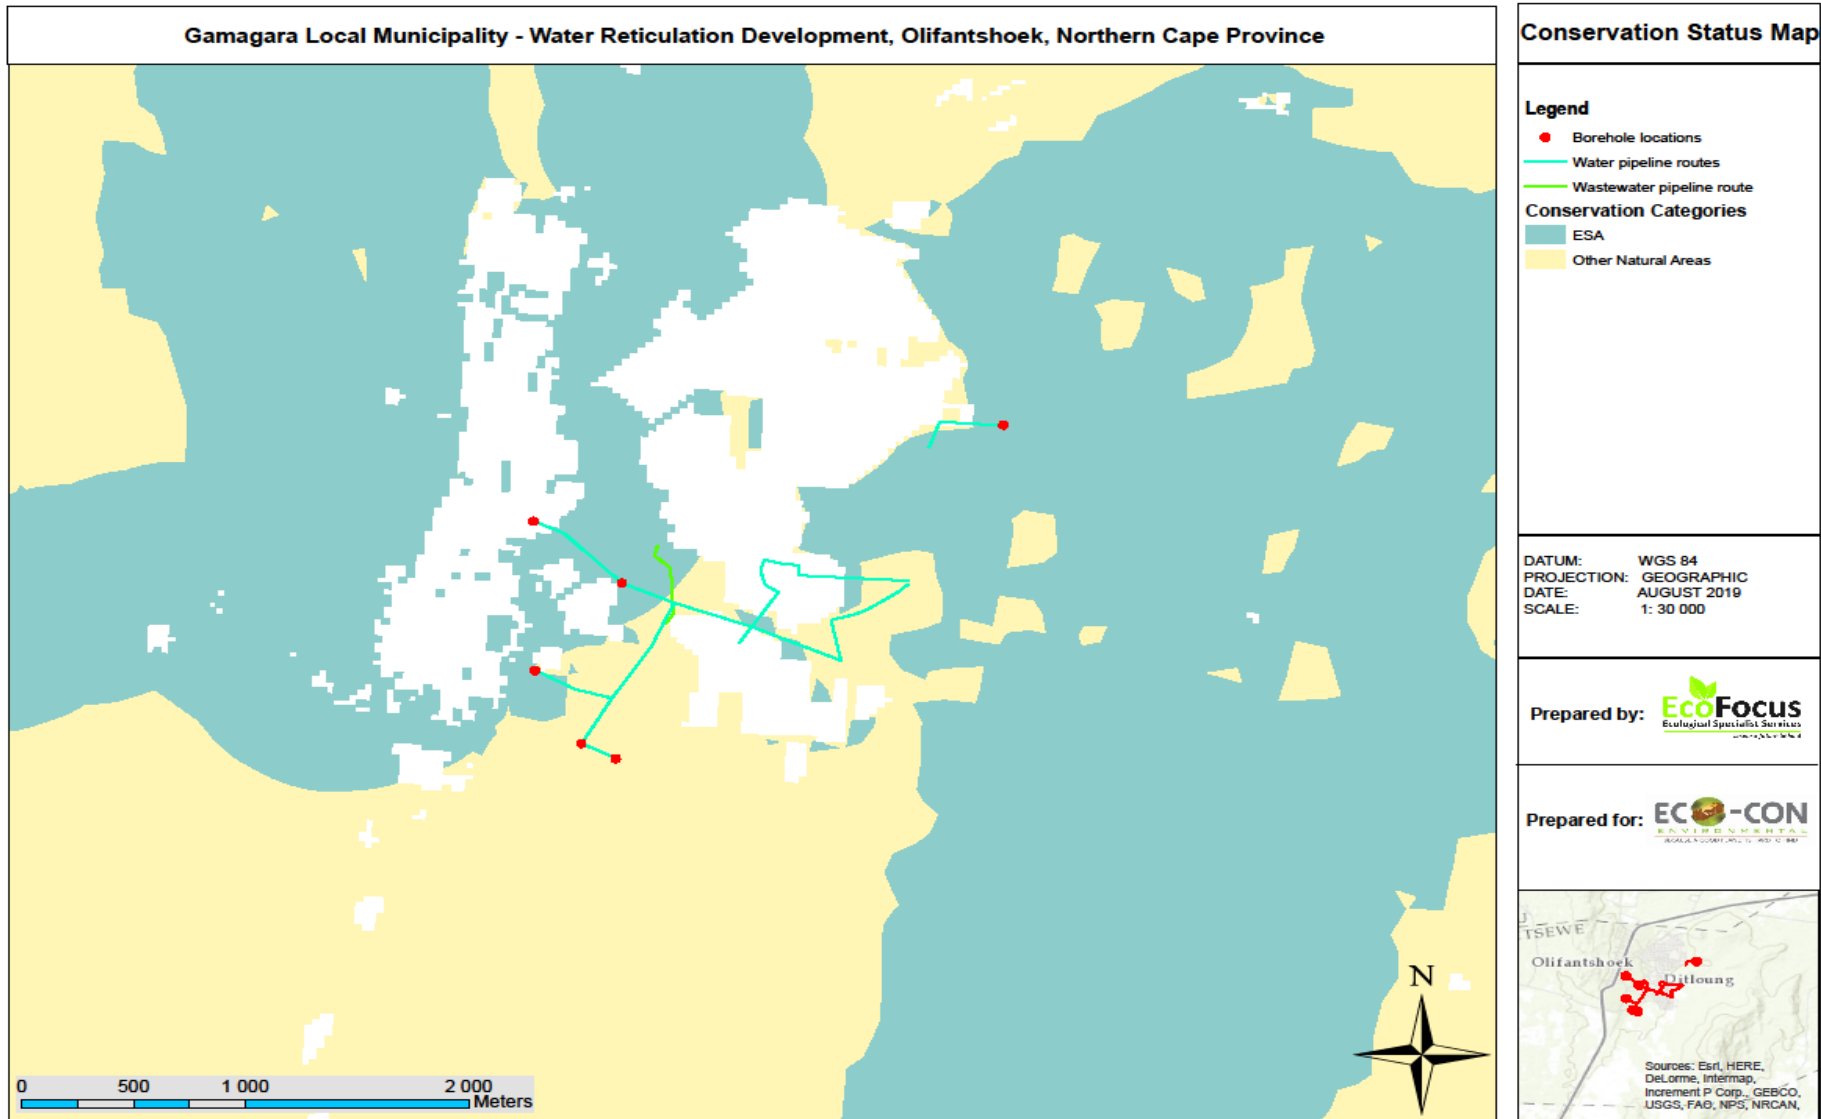 Gamagara Local Municipality - Water Reticulation Development, Olifantshoek, Northern Cape Province
Conservation Status Map
Legend
Borehole locations
Water pipeline routes
Wastewater pipeline route
Conservation Categories
ESA
Other Natural Areas
DATUM: WGS 84
PROJECTION: GEOGRAPHIC
DATE: AUGUST 2019
SCALE: 1: 30 000
Prepared by:
EcoFocus
Ecological Specialist Services
Prepared for:
ECO-CON
ENVIRONMENTAL
TSEWE
Olifantshoek
Ditloung
Sources: Esri, HERE,
DeLorme, Intermap,
Increment P Corp., GEBCO,
USGS, FAO, NPS, NRCAN,
N
0 500 1 000 2 000
Meters